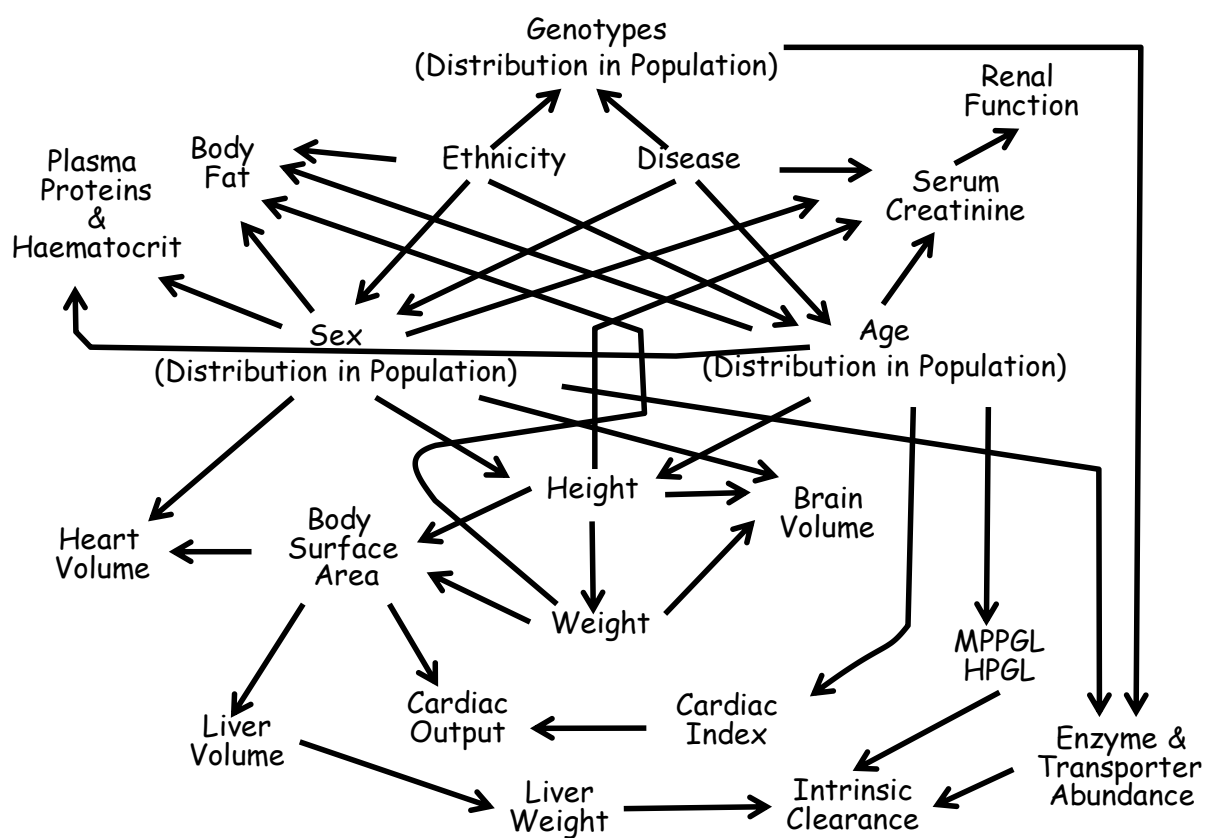 Genotypes
(Distribution in Population)
Renal
Function
Body
Fat
Ethnicity
Disease
Plasma
Proteins
&
Haematocrit
Serum
Creatinine
Sex
(Distribution in Population)
Age
(Distribution in Population)
Height
Brain
Volume
Heart
Volume
Body
Surface
Area
Weight
MPPGL
HPGL
Liver
Volume
Cardiac
Output
Cardiac
Index
Enzyme &
Transporter
Abundance
Liver
Weight
Intrinsic
Clearance